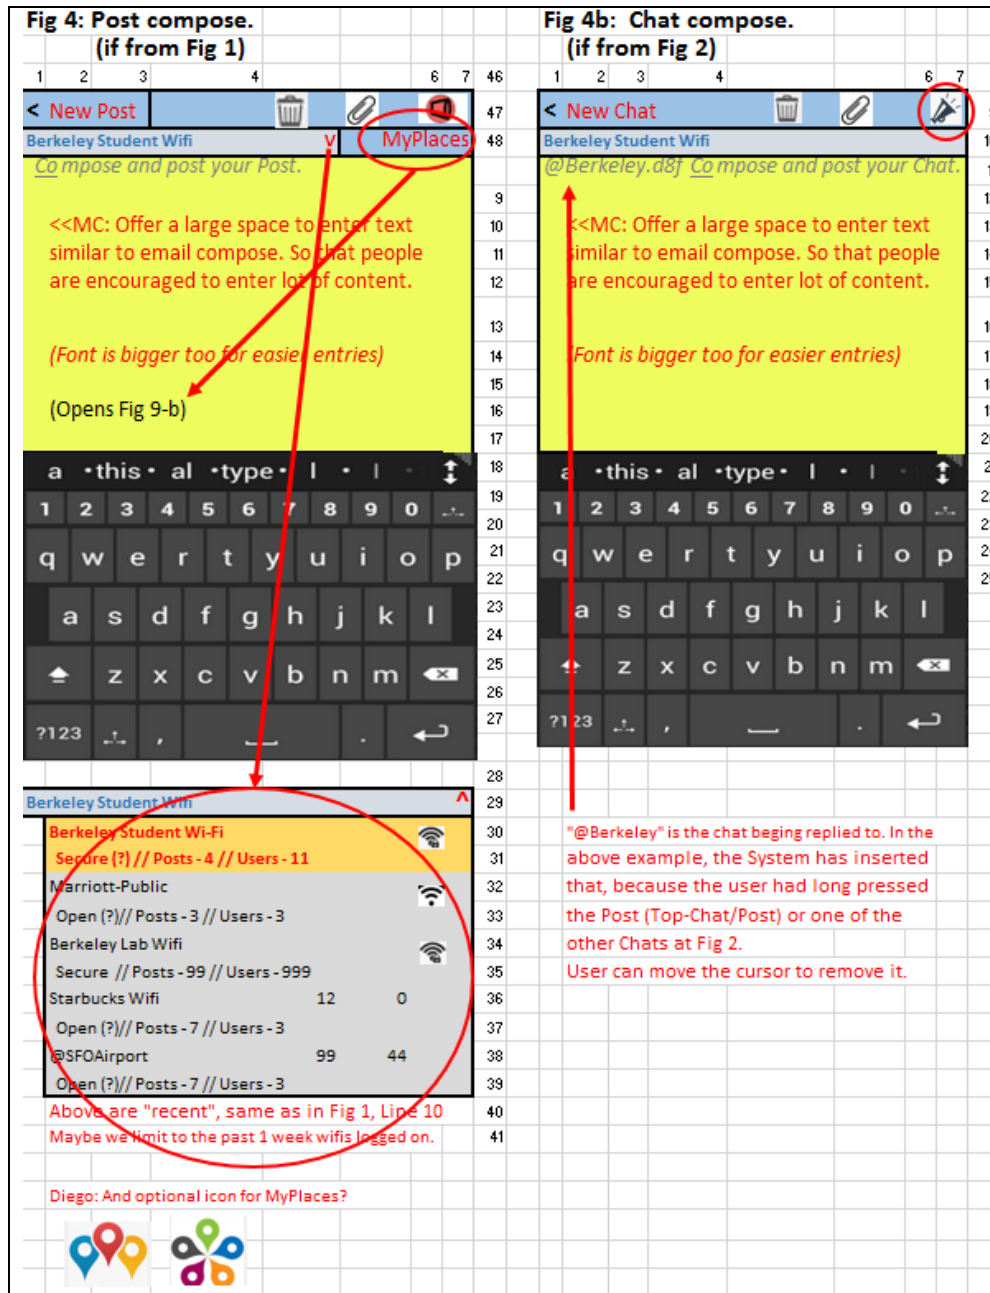 Fig 4: Post compose.
(if from Fig 1)
1 2 3 4 6 7 46
< New Post 47
Berkeley Student Wifi v MyPlaces 48
Compose and post your Post.
9
<<MC: Offer a large space to enter text 10
similar to email compose. So that people 11
are encouraged to enter lot of content. 12
13
(Font is bigger too for easier entries) 14
15
(Opens Fig 9-b) 16
17
a •this• al •type• l • l 18
1 2 3 4 5 6 7 8 9 0 19
20
q w e r t y u i o p 21
22
a s d f g h j k l 23
24
z x c v b n m 25
26
?123 , . 27
28
Berkeley Student Wifi ^ 29
Berkeley Student Wi-Fi 30
Secure (?) // Posts - 4 // Users - 11 31
Marriott-Public 32
Open (?)// Posts - 3 // Users - 3 33
Berkeley Lab Wifi 34
Secure // Posts - 99 // Users - 999 35
Starbucks Wifi 12 0 36
Open (?)// Posts - 7 // Users - 3 37
@SFOAirport 99 44 38
Open (?)// Posts - 7 // Users - 3 39
Above are "recent", same as in Fig 1, Line 10 40
Maybe we limit to the past 1 week wifis logged on. 41
Diego: And optional icon for MyPlaces?
Fig 4b: Chat compose.
(if from Fig 2)
1 2 3 4 6 7
< New Chat
Berkeley Student Wifi
@Berkeley.d8f Compose and post your Chat.
<<MC: Offer a large space to enter text
similar to email compose. So that people
are encouraged to enter lot of content.
(Font is bigger too for easier entries)
a •this• al •type• l • l
1 2 3 4 5 6 7 8 9 0
q w e r t y u i o p
a s d f g h j k l
z x c v b n m
?123 , .
"@Berkeley" is the chat beging replied to. In the
above example, the System has inserted
that, because the user had long pressed
the Post (Top-Chat/Post) or one of the
other Chats at Fig 2.
User can move the cursor to remove it.